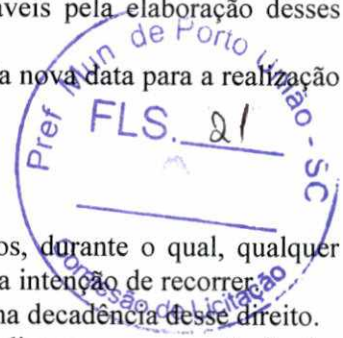 áveis pela elaboração desses
a nova data para a realização
Pref Mun de Porto União - SC
FLS. 21
os, durante o qual, qualquer
a intenção de recorrer.
na decadência desse direito.
Comissão de Licitação